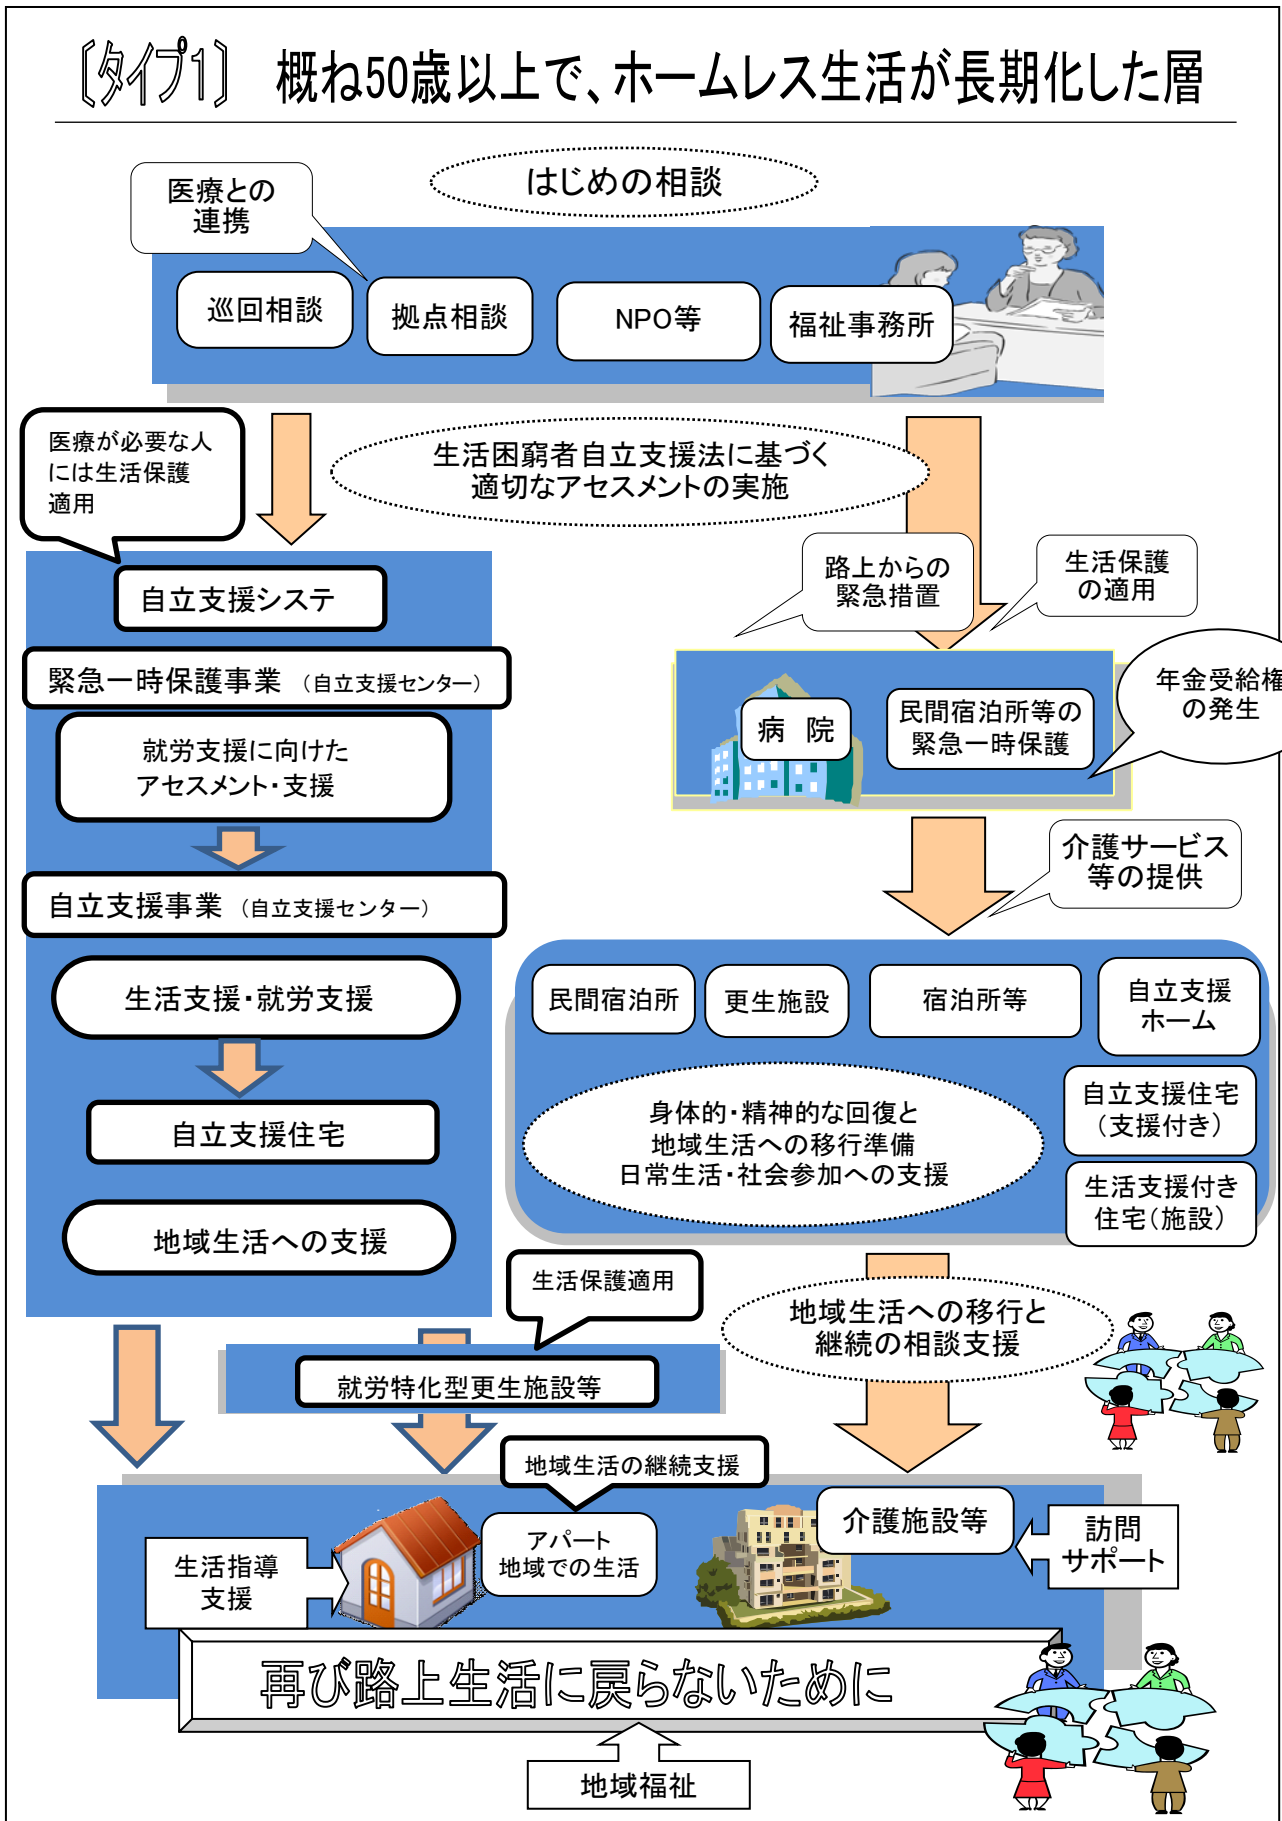 〔タイプ1〕 概ね50歳以上で、ホームレス生活が長期化した層
はじめの相談
医療との
連携
巡回相談
拠点相談
NPO等
福祉事務所
医療が必要な人
には生活保護
適用
生活困窮者自立支援法に基づく
適切なアセスメントの実施
路上からの
緊急措置
生活保護
の適用
自立支援システ
緊急一時保護事業 （自立支援センター）
就労支援に向けた
アセスメント・支援
病 院
民間宿泊所等の
緊急一時保護
年金受給権
の発生
介護サービス
等の提供
自立支援事業 （自立支援センター）
生活支援・就労支援
自立支援住宅
地域生活への支援
民間宿泊所
更生施設
宿泊所等
自立支援
ホーム
自立支援住宅
（支援付き）
生活支援付き
住宅（施設）
身体的・精神的な回復と
地域生活への移行準備
日常生活・社会参加への支援
生活保護適用
就労特化型更生施設等
地域生活への移行と
継続の相談支援
地域生活の継続支援
アパート
地域での生活
介護施設等
生活指導
支援
訪問
サポート
再び路上生活に戻らないために
地域福祉